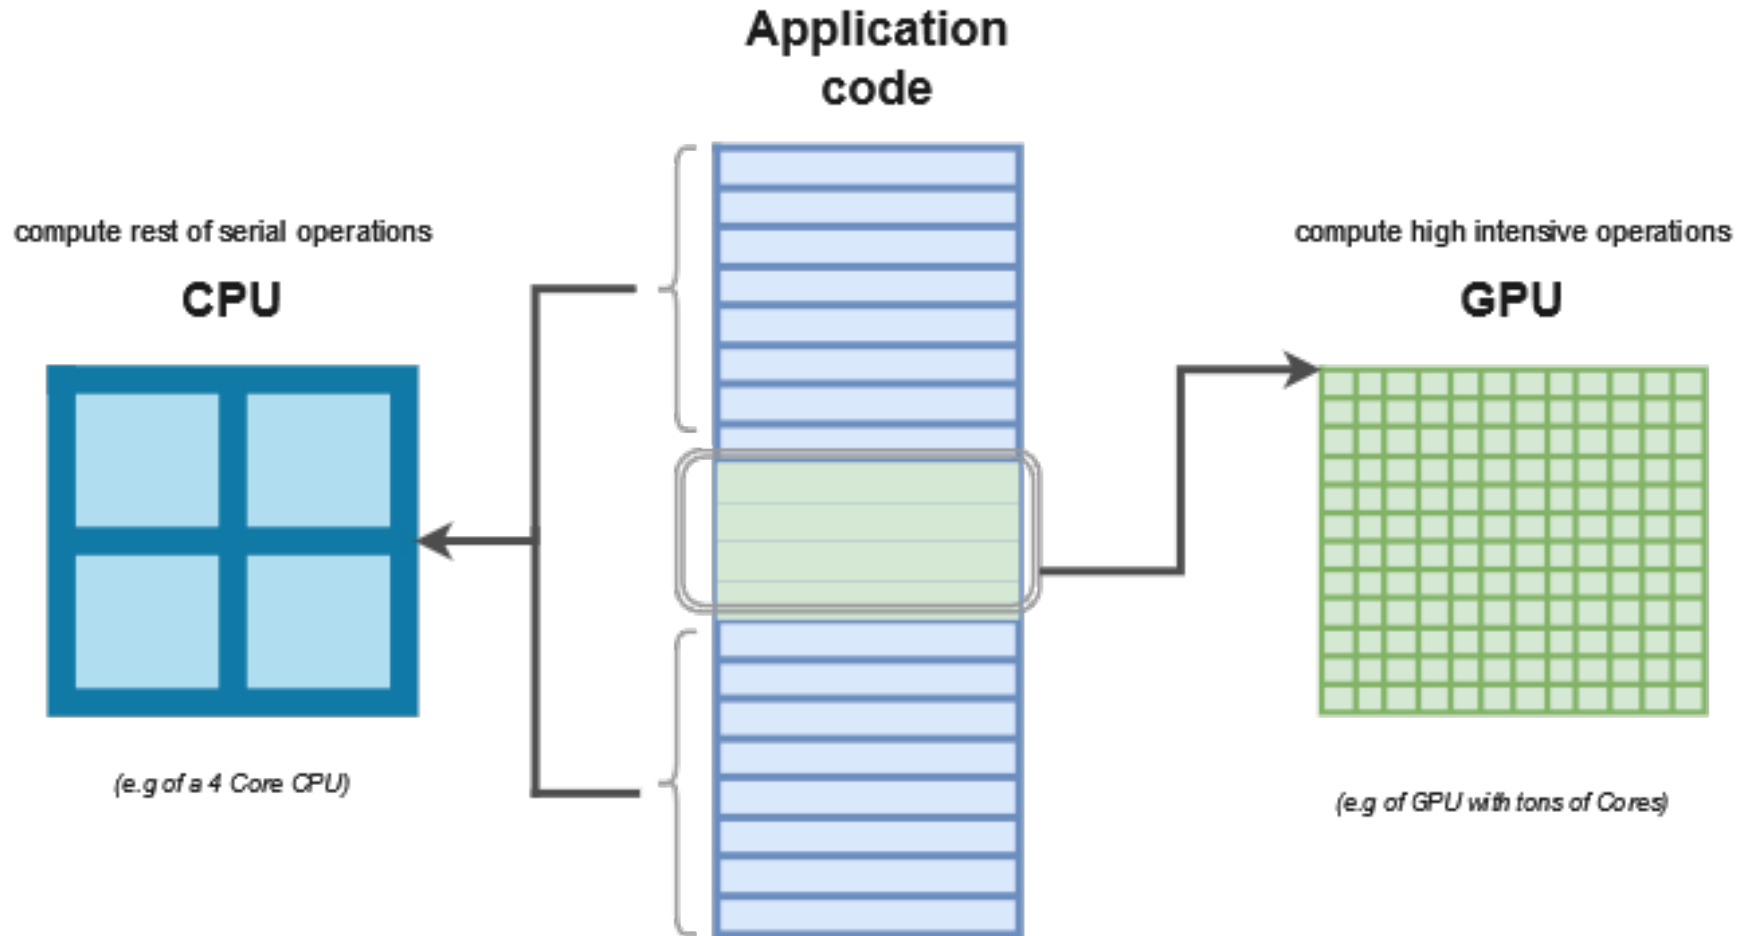 Application
code
compute rest of serial operations
CPU
(e.g of a 4 Core CPU)
compute high intensive operations
GPU
(e.g of GPU with tons of Cores)